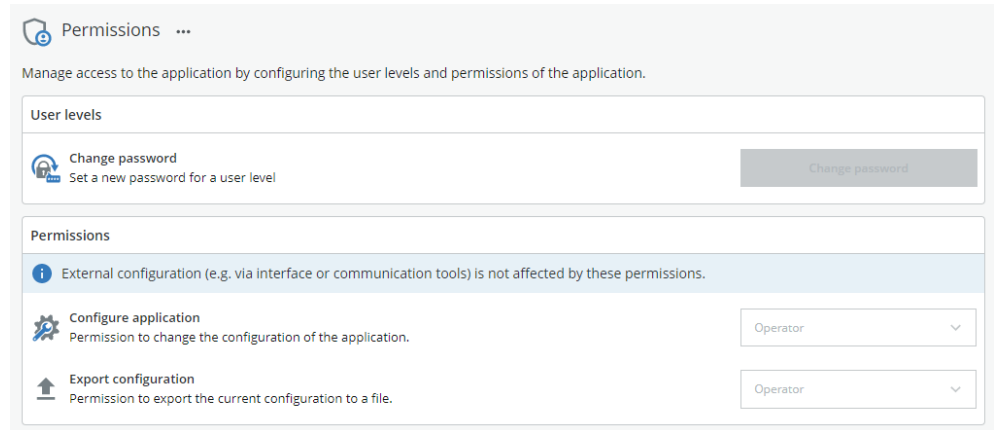 Permissions ...
Manage access to the application by configuring the user levels and permissions of the application.
User levels
Change password
Set a new password for a user level
Change password
Permissions
External configuration (e.g. via interface or communication tools) is not affected by these permissions.
Configure application
Permission to change the configuration of the application.
Operator
Export configuration
Permission to export the current configuration to a file.
Operator